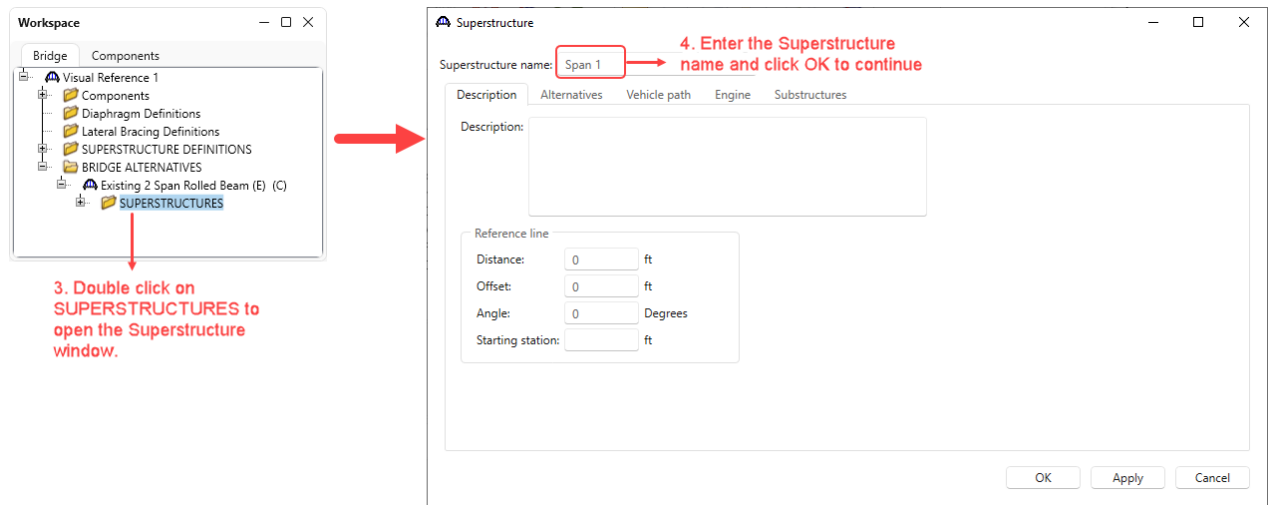 Workspace
Bridge Components
Visual Reference 1
Components
Diaphragm Definitions
Lateral Bracing Definitions
SUPERSTRUCTURE DEFINITIONS
BRIDGE ALTERNATIVES
Existing 2 Span Rolled Beam (E) (C)
SUPERSTRUCTURES
3. Double click on
SUPERSTRUCTURES to
open the Superstructure
window.
Superstructure
Superstructure name: Span 1
4. Enter the Superstructure
name and click OK to continue
Description Alternatives Vehicle path Engine Substructures
Description:
Reference line
Distance: 0 ft
Offset: 0 ft
Angle: 0 Degrees
Starting station: ft
OK Apply Cancel